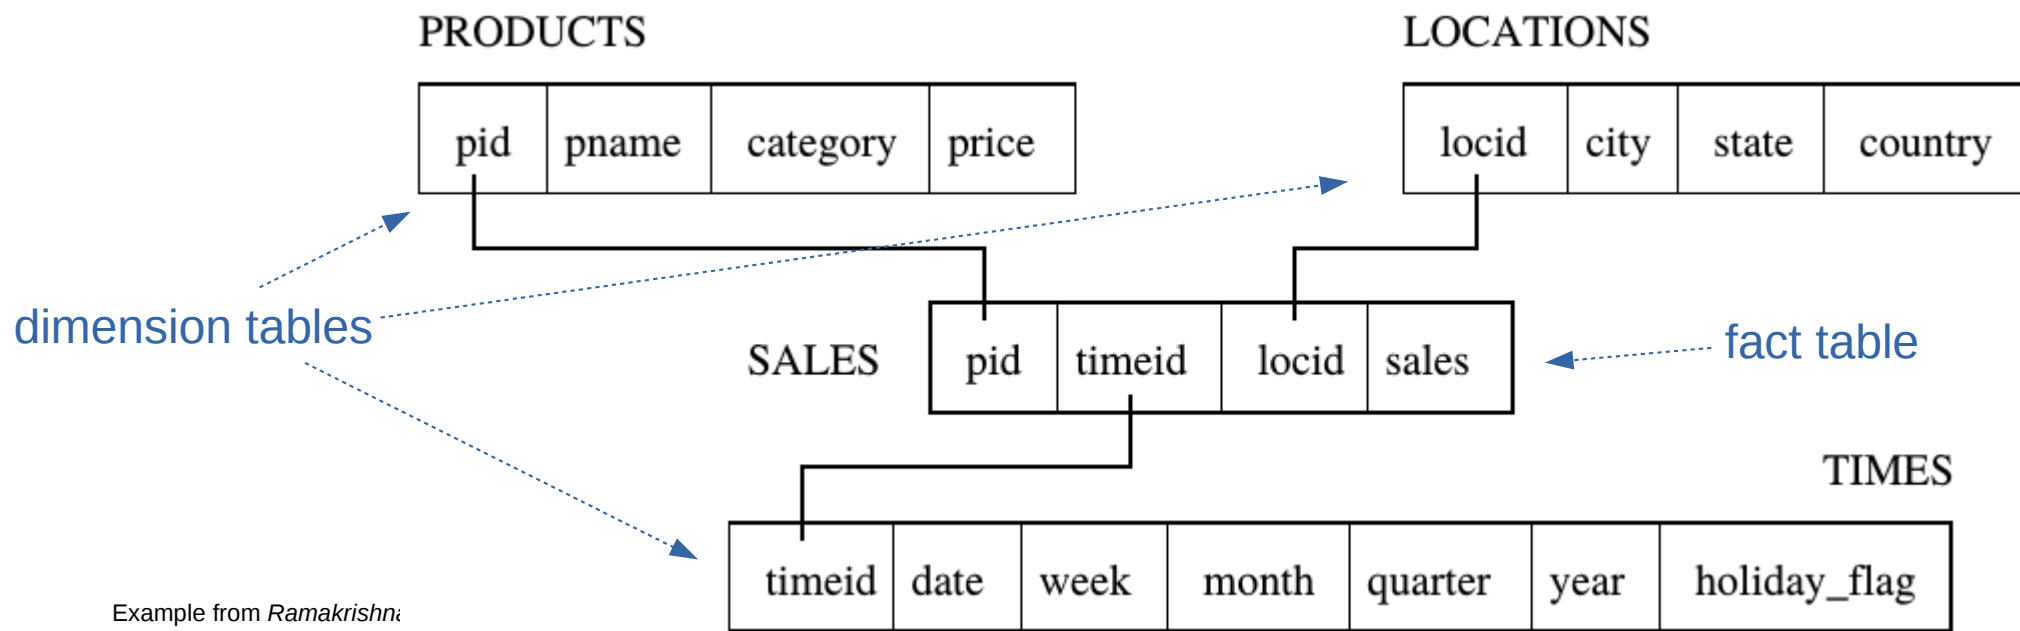 PRODUCTS
pid pname category price
LOCATIONS
locid city state country
dimension tables
SALES
pid timeid locid sales
fact table
TIMES
timeid date week month quarter year holiday_flag
Example from